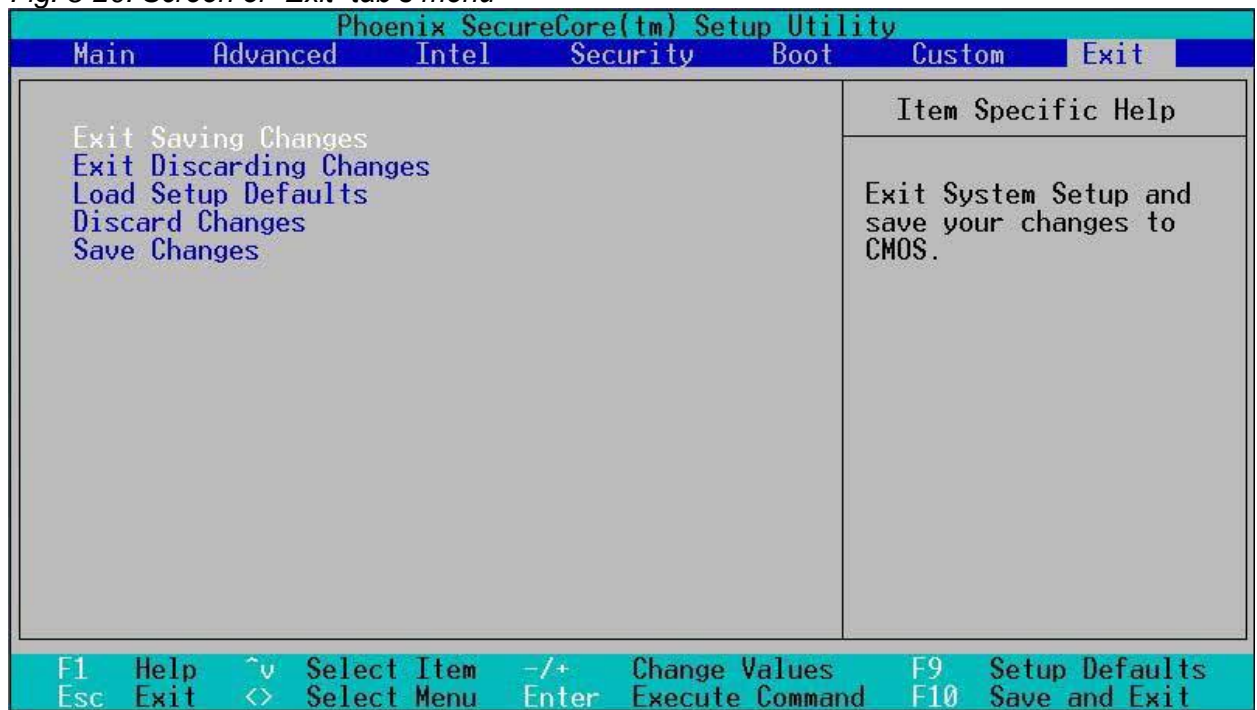 Phoenix SecureCore(tm) Setup Utility
Main Advanced Intel Security Boot Custom Exit
Item Specific Help
Exit Saving Changes
Exit Discarding Changes
Load Setup Defaults
Discard Changes
Save Changes
Exit System Setup and
save your changes to
CMOS.
F1 Help ^v Select Item -/+ Change Values F9 Setup Defaults
Esc Exit <> Select Menu Enter Execute Command F10 Save and Exit